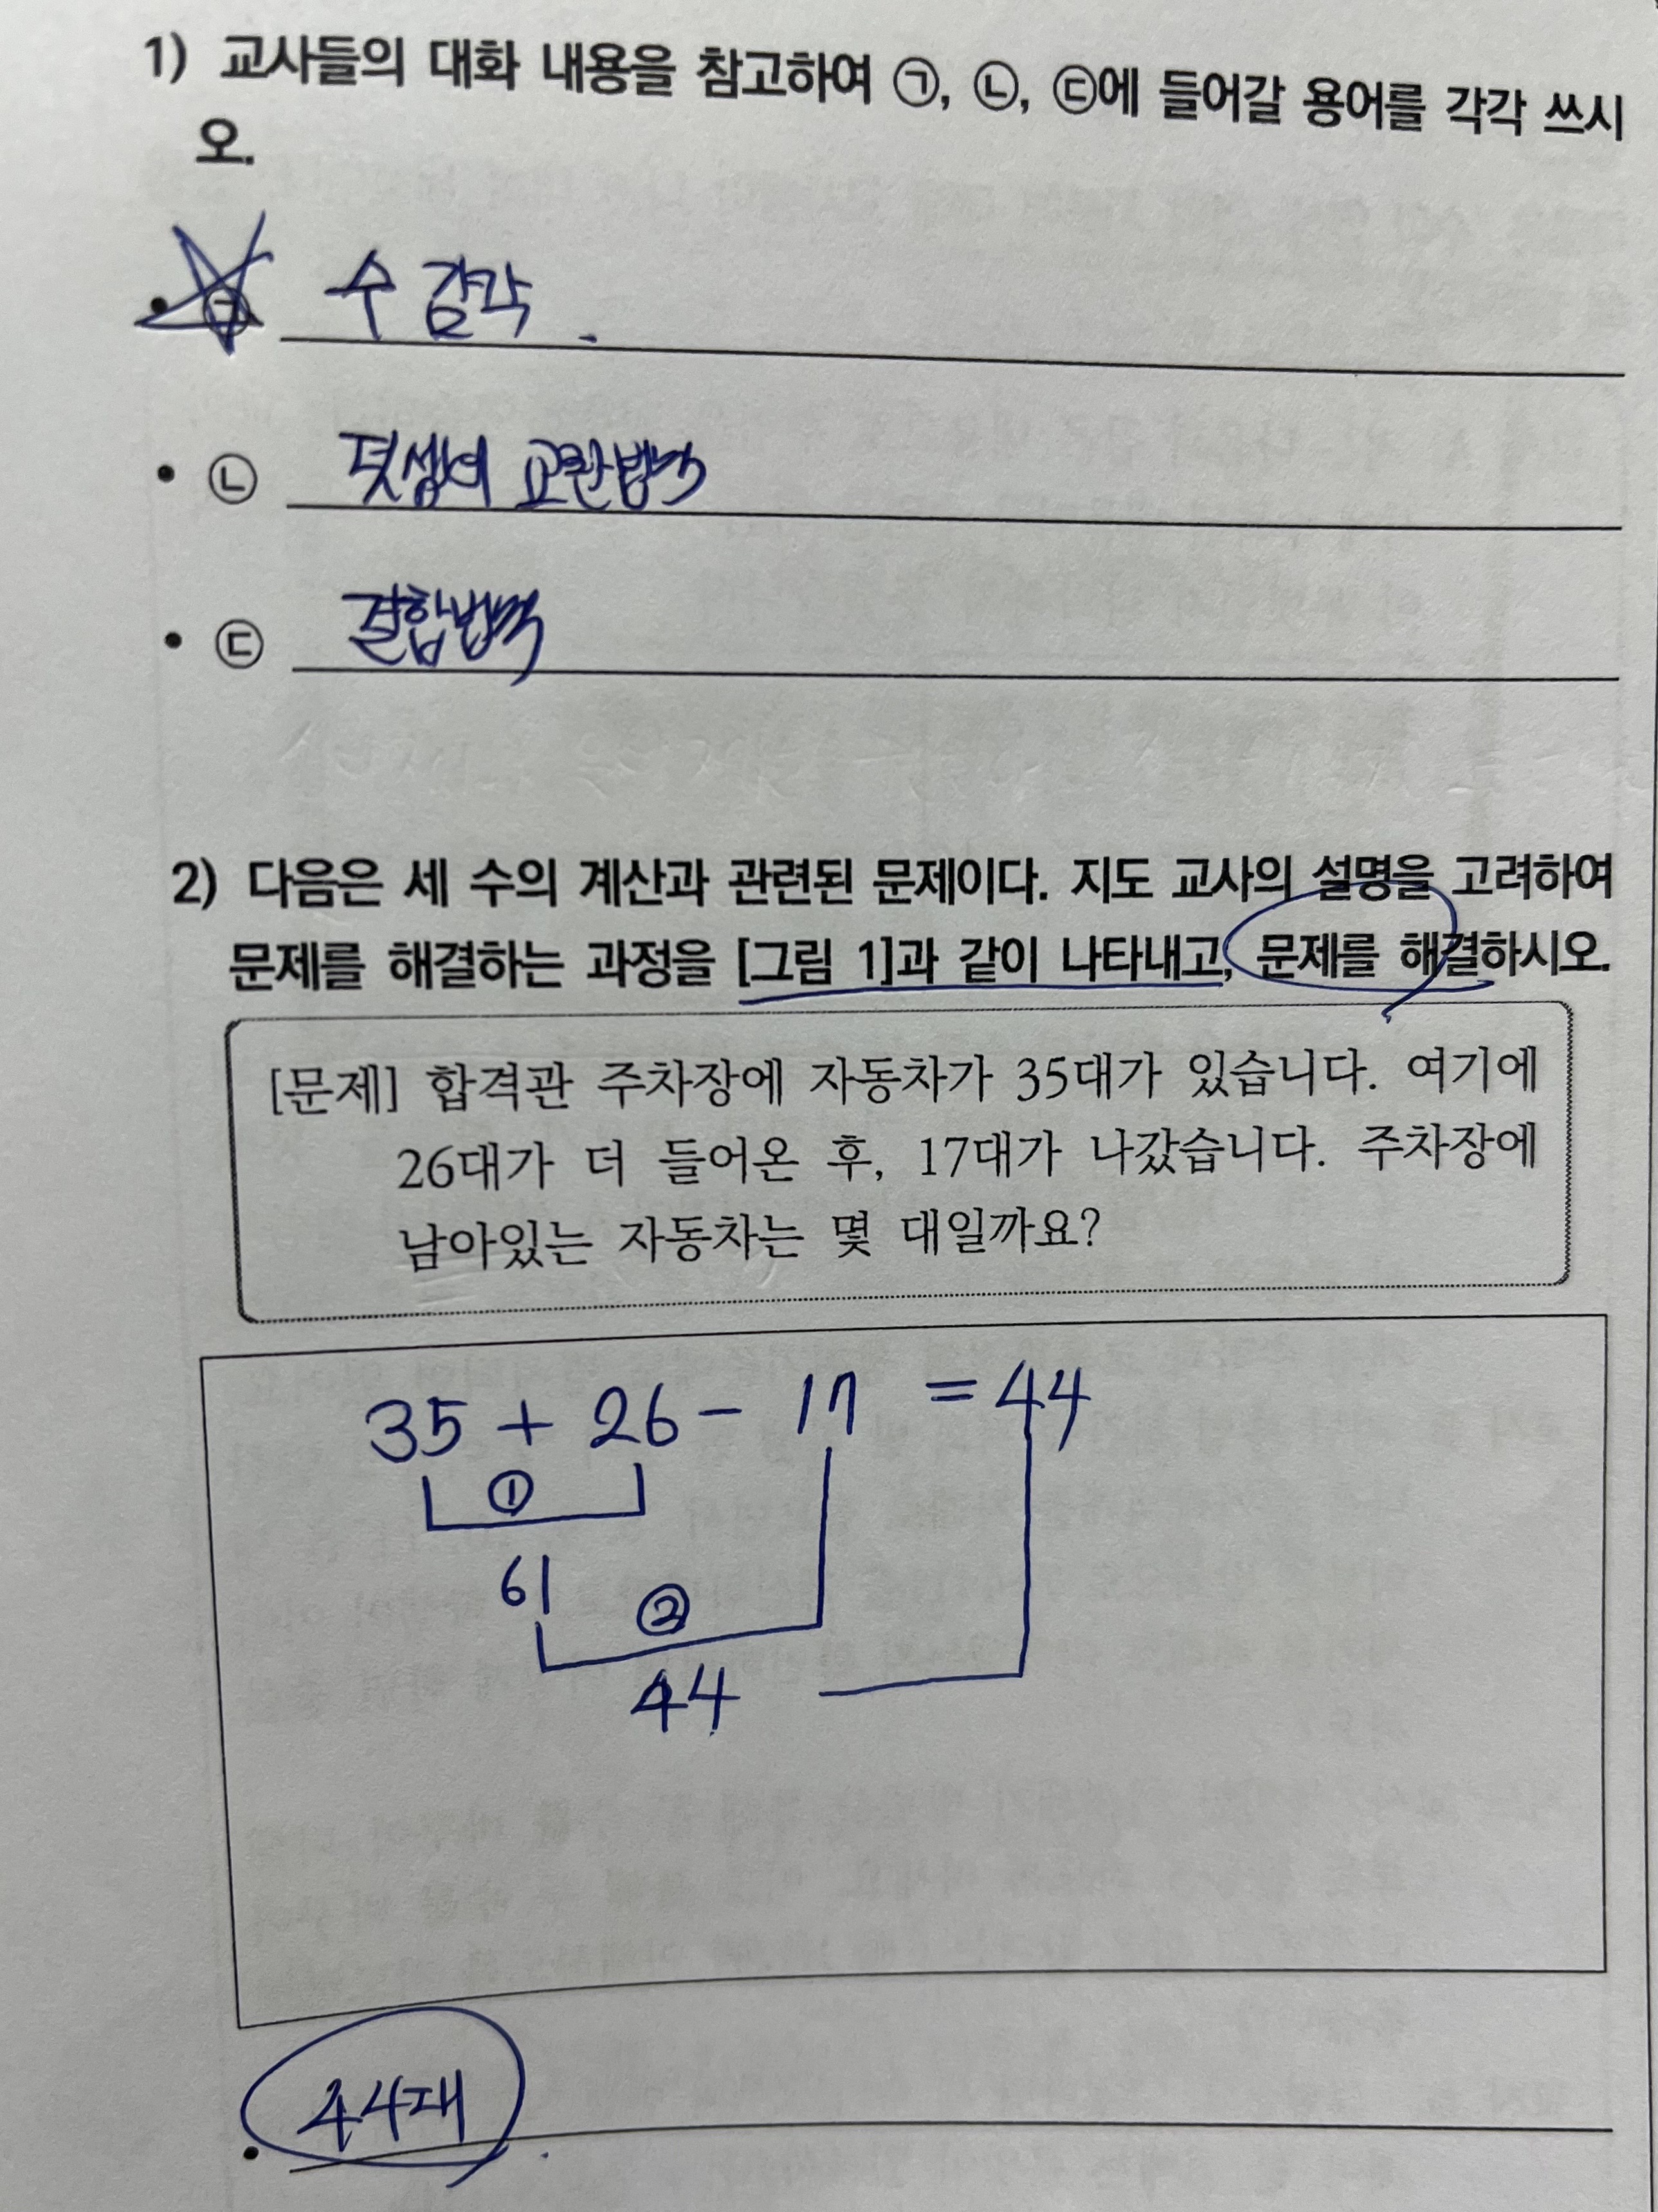 1) 교사들의 대화 내용을 참고하여 ㉠, ㉡, ㉢에 들어갈 용어를 각각 쓰시
오.
• ㉠ 수 감각.
• ㉡ 덧셈의 교환법칙
• ㉢ 결합법칙
2) 다음은 세 수의 계산과 관련된 문제이다. 지도 교사의 설명을 고려하여
문제를 해결하는 과정을 [그림 1]과 같이 나타내고, 문제를 해결하시오.
[문제] 합격관 주차장에 자동차가 35대가 있습니다. 여기에
26대가 더 들어온 후, 17대가 나갔습니다. 주차장에
남아있는 자동차는 몇 대일까요?
35 + 26 - 17 = 44
①
61
②
44
• 44대